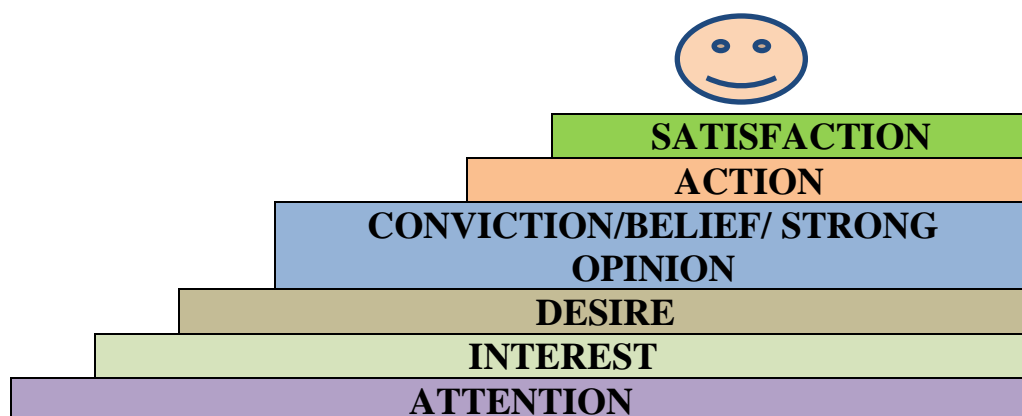 SATISFACTION
ACTION
CONVICTION/BELIEF/ STRONG
OPINION
DESIRE
INTEREST
ATTENTION